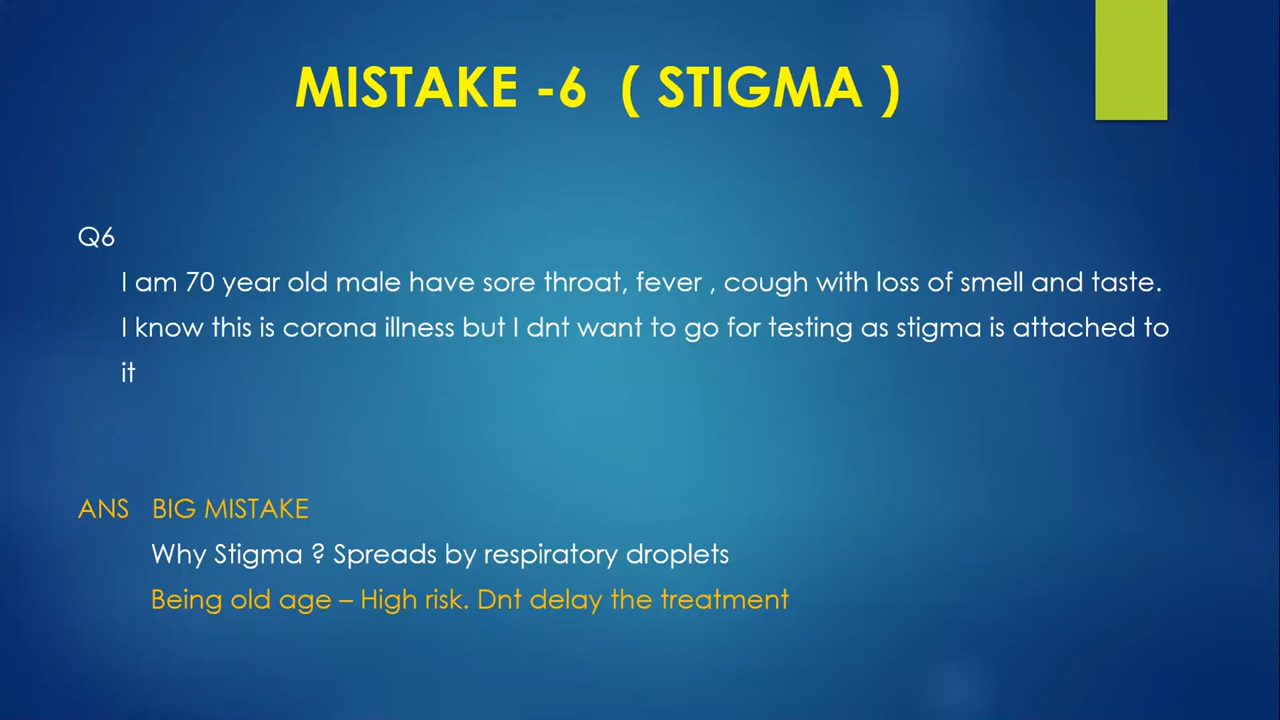 MISTAKE -6 ( STIGMA )
Q6
I am 70 year old male have sore throat, fever , cough with loss of smell and taste.
I know this is corona illness but I dnt want to go for testing as stigma is attached to
it
ANS BIG MISTAKE
Why Stigma ? Spreads by respiratory droplets
Being old age – High risk. Dnt delay the treatment